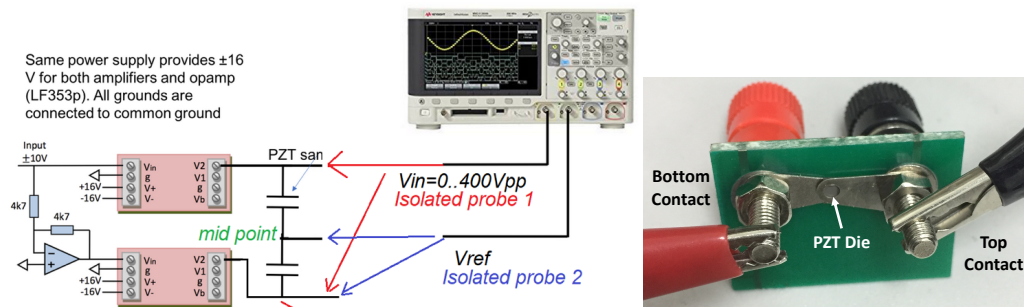 Same power supply provides ±16
V for both amplifiers and opamp
(LF353p). All grounds are
connected to common ground
Input
±10V
4k7
4k7
Vin
g
V+
V-
+16V
-16V
V2
V1
g
Vb
PZT san
Vin=0..400Vpp
Isolated probe 1
mid point
Vref
Isolated probe 2
Vin
g
V+
V-
+16V
-16V
V2
V1
g
Vb
Bottom
Contact
PZT Die
Top
Contact